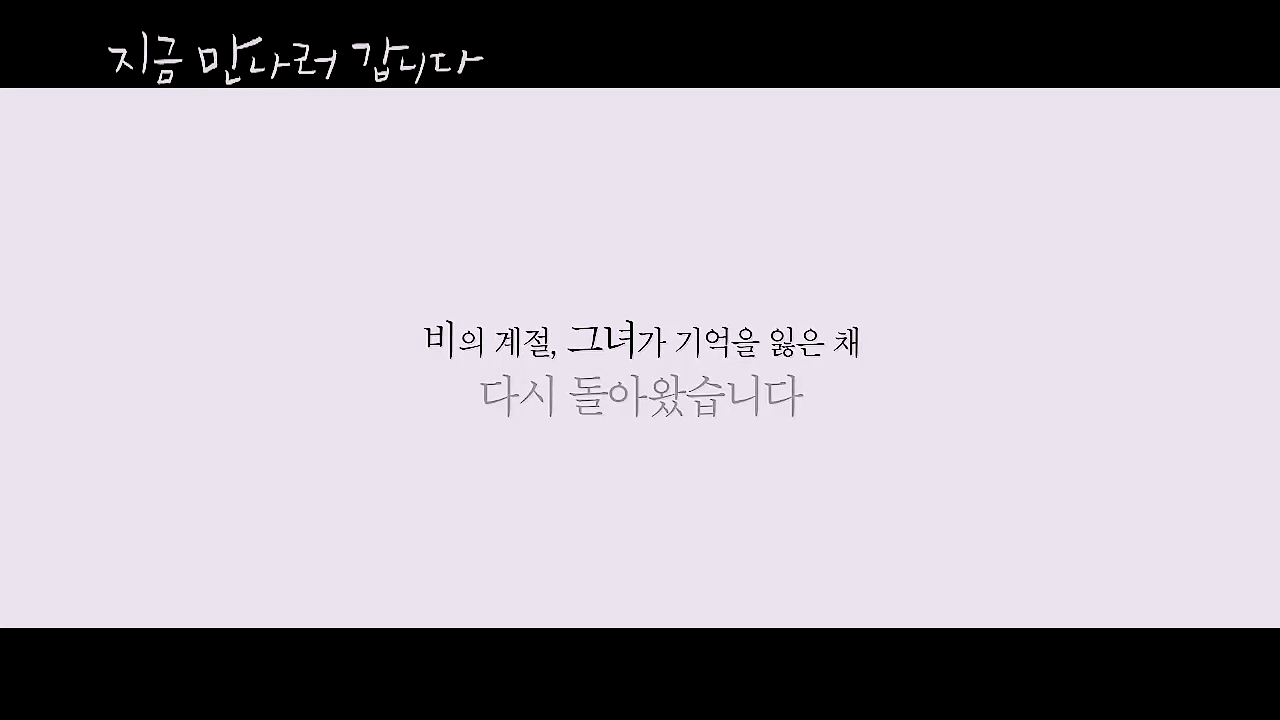 지금 만나러 갑니다
비의 계절, 그녀가 기억을 잃은 채
다시 돌아왔습니다